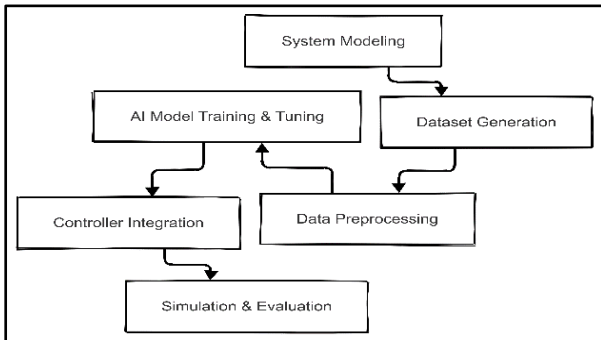 System Modeling
AI Model Training & Tuning
Dataset Generation
Controller Integration
Data Preprocessing
Simulation & Evaluation